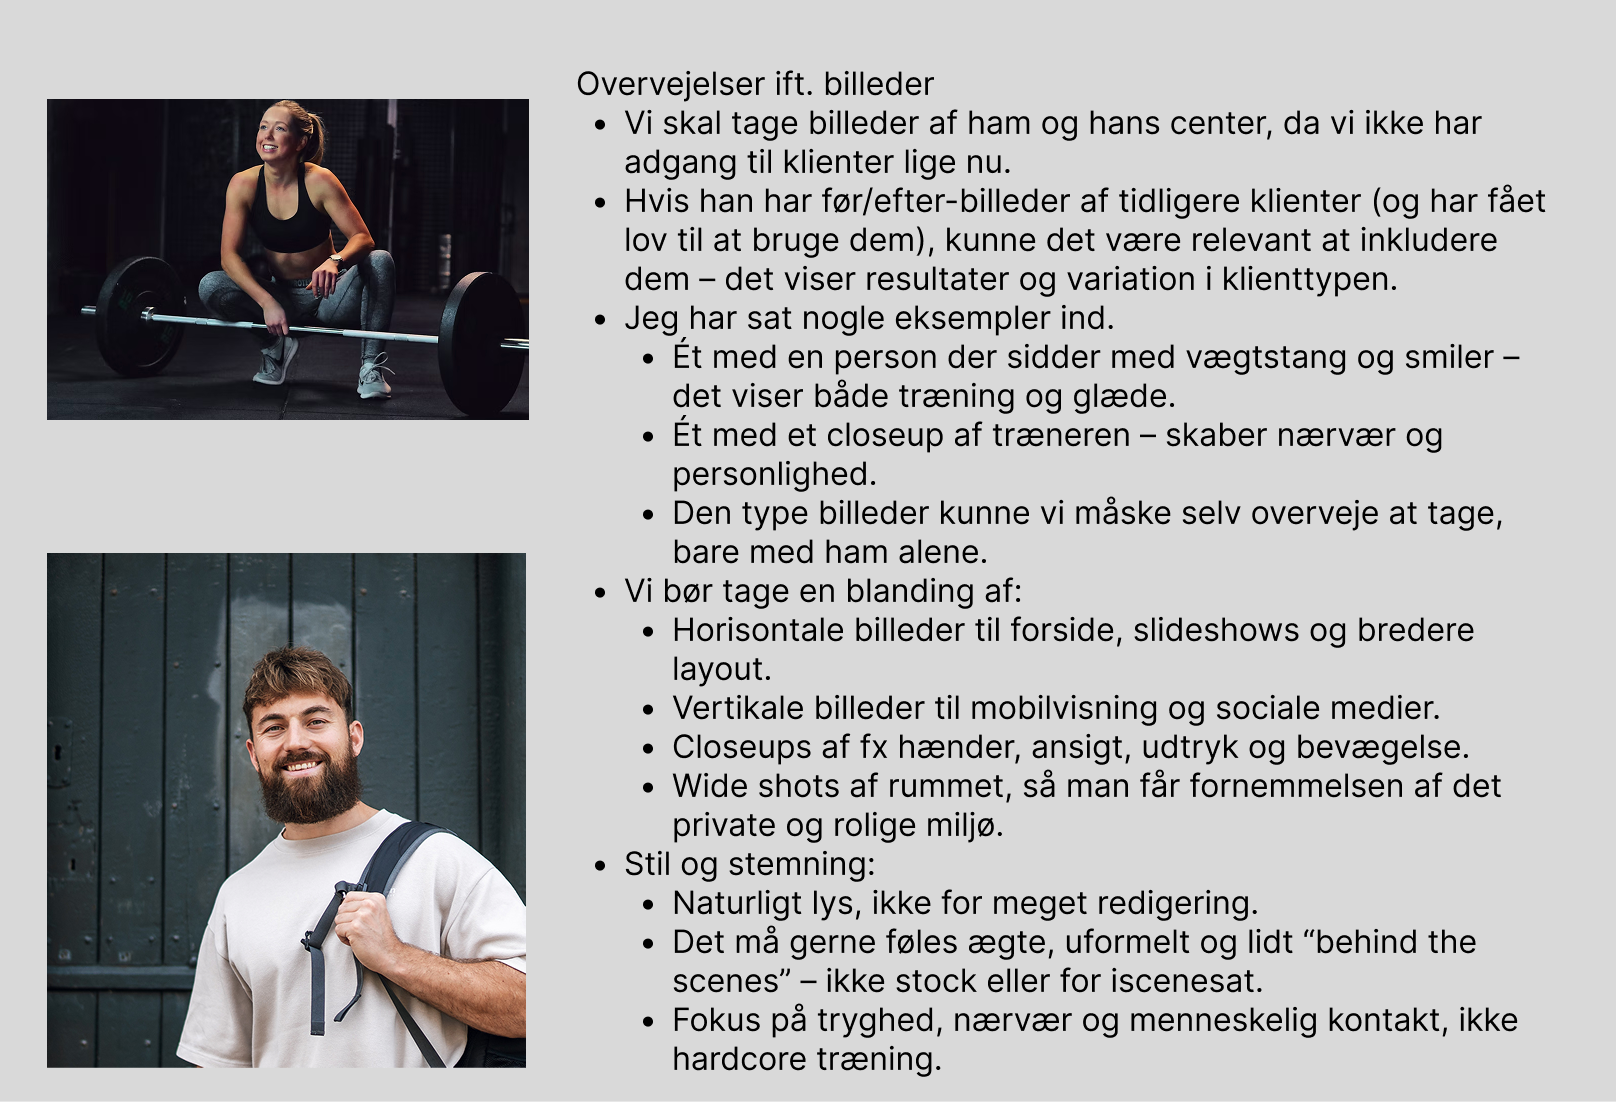 Overvejelser ift. billeder
• Vi skal tage billeder af ham og hans center, da vi ikke har
adgang til klienter lige nu.
• Hvis han har før/efter-billeder af tidligere klienter (og har fået
lov til at bruge dem), kunne det være relevant at inkludere
dem – det viser resultater og variation i klienttypen.
• Jeg har sat nogle eksempler ind.
• Ét med en person der sidder med vægtstang og smiler –
det viser både træning og glæde.
• Ét med et closeup af træneren – skaber nærvær og
personlighed.
• Den type billeder kunne vi måske selv overveje at tage,
bare med ham alene.
• Vi bør tage en blanding af:
• Horisontale billeder til forside, slideshows og bredere
layout.
• Vertikale billeder til mobilvisning og sociale medier.
• Closeups af fx hænder, ansigt, udtryk og bevægelse.
• Wide shots af rummet, så man får fornemmelsen af det
private og rolige miljø.
• Stil og stemning:
• Naturligt lys, ikke for meget redigering.
• Det må gerne føles ægte, uformelt og lidt “behind the
scenes” – ikke stock eller for iscenesat.
• Fokus på tryghed, nærvær og menneskelig kontakt, ikke
hardcore træning.